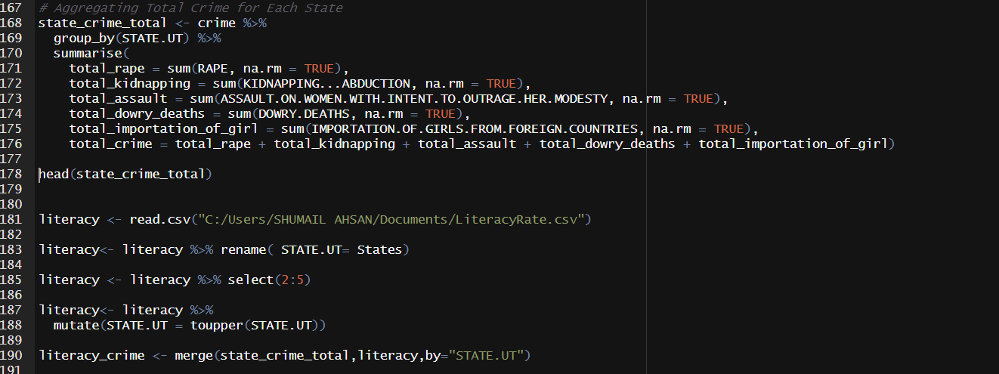 167 # Aggregating Total Crime for Each State
168 state_crime_total <- crime %>%
169   group_by(STATE.UT) %>%
170   summarise(
171     total_rape = sum(RAPE, na.rm = TRUE),
172     total_kidnapping = sum(KIDNAPPING...ABDUCTION, na.rm = TRUE),
173     total_assault = sum(ASSAULT.ON.WOMEN.WITH.INTENT.TO.OUTRAGE.HER.MODESTY, na.rm = TRUE),
174     total_dowry_deaths = sum(DOWRY.DEATHS, na.rm = TRUE),
175     total_importation_of_girl = sum(IMPORTATION.OF.GIRLS.FROM.FOREIGN.COUNTRIES, na.rm = TRUE),
176     total_crime = total_rape + total_kidnapping + total_assault + total_dowry_deaths + total_importation_of_girl)
177
178 head(state_crime_total)
179
180
181 literacy <- read.csv("C:/Users/SHUMAIL AHSAN/Documents/LiteracyRate.csv")
182
183 literacy<- literacy %>% rename( STATE.UT= States)
184
185 literacy <- literacy %>% select(2:5)
186
187 literacy<- literacy %>%
188   mutate(STATE.UT = toupper(STATE.UT))
189
190 literacy_crime <- merge(state_crime_total,literacy,by="STATE.UT")
191